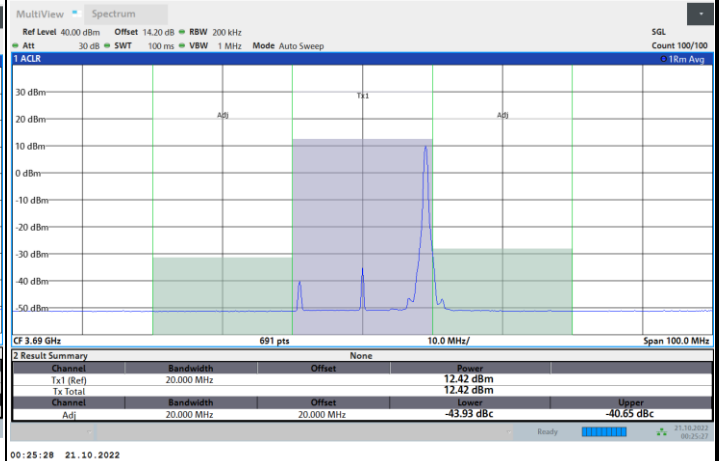 MultiView Spectrum
Ref Level 40.00 dBm Offset 14.20 dB RBW 200 kHz SGL
Att 30 dB SWT 100 ms VBW 1 MHz Mode Auto Sweep Count 100/100
1 ACLR 1Rm Avg
30 dBm
Tx1
20 dBm
Adj Adj
10 dBm
0 dBm
-10 dBm
-20 dBm
-30 dBm
-40 dBm
-50 dBm
CF 3.69 GHz 691 pts 10.0 MHz/ Span 100.0 MHz
2 Result Summary None
Channel Bandwidth Offset Power
Tx1 (Ref) 20.000 MHz 12.42 dBm
Tx Total 12.42 dBm
Channel Bandwidth Offset Lower Upper
Adj 20.000 MHz 20.000 MHz -43.93 dBc -40.65 dBc
Ready 21.10.2022
00:25:27
00:25:28 21.10.2022